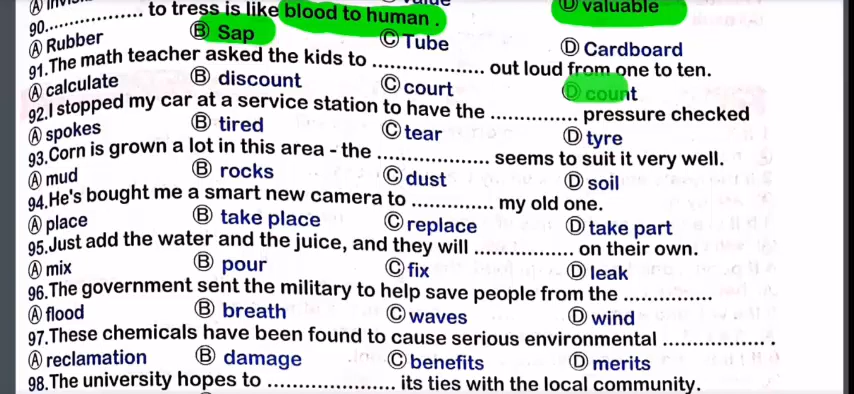 value
Ⓐ Ⓓ valuable
90................. to tress is like blood to human .
Ⓐ Rubber Ⓑ Sap Ⓒ Tube Ⓓ Cardboard
91.The math teacher asked the kids to ................... out loud from one to ten.
Ⓐ calculate Ⓑ discount Ⓒ court Ⓓ count
92.I stopped my car at a service station to have the ............... pressure checked
Ⓐ spokes Ⓑ tired Ⓒ tear Ⓓ tyre
93.Corn is grown a lot in this area - the ................... seems to suit it very well.
Ⓐ mud Ⓑ rocks Ⓒ dust Ⓓ soil
94.He's bought me a smart new camera to .............. my old one.
Ⓐ place Ⓑ take place Ⓒ replace Ⓓ take part
95.Just add the water and the juice, and they will ................. on their own.
Ⓐ mix Ⓑ pour Ⓒ fix Ⓓ leak
96.The government sent the military to help save people from the ...............
Ⓐ flood Ⓑ breath Ⓒ waves Ⓓ wind
97.These chemicals have been found to cause serious environmental ...................
Ⓐ reclamation Ⓑ damage Ⓒ benefits Ⓓ merits
98.The university hopes to ...................... its ties with the local community.